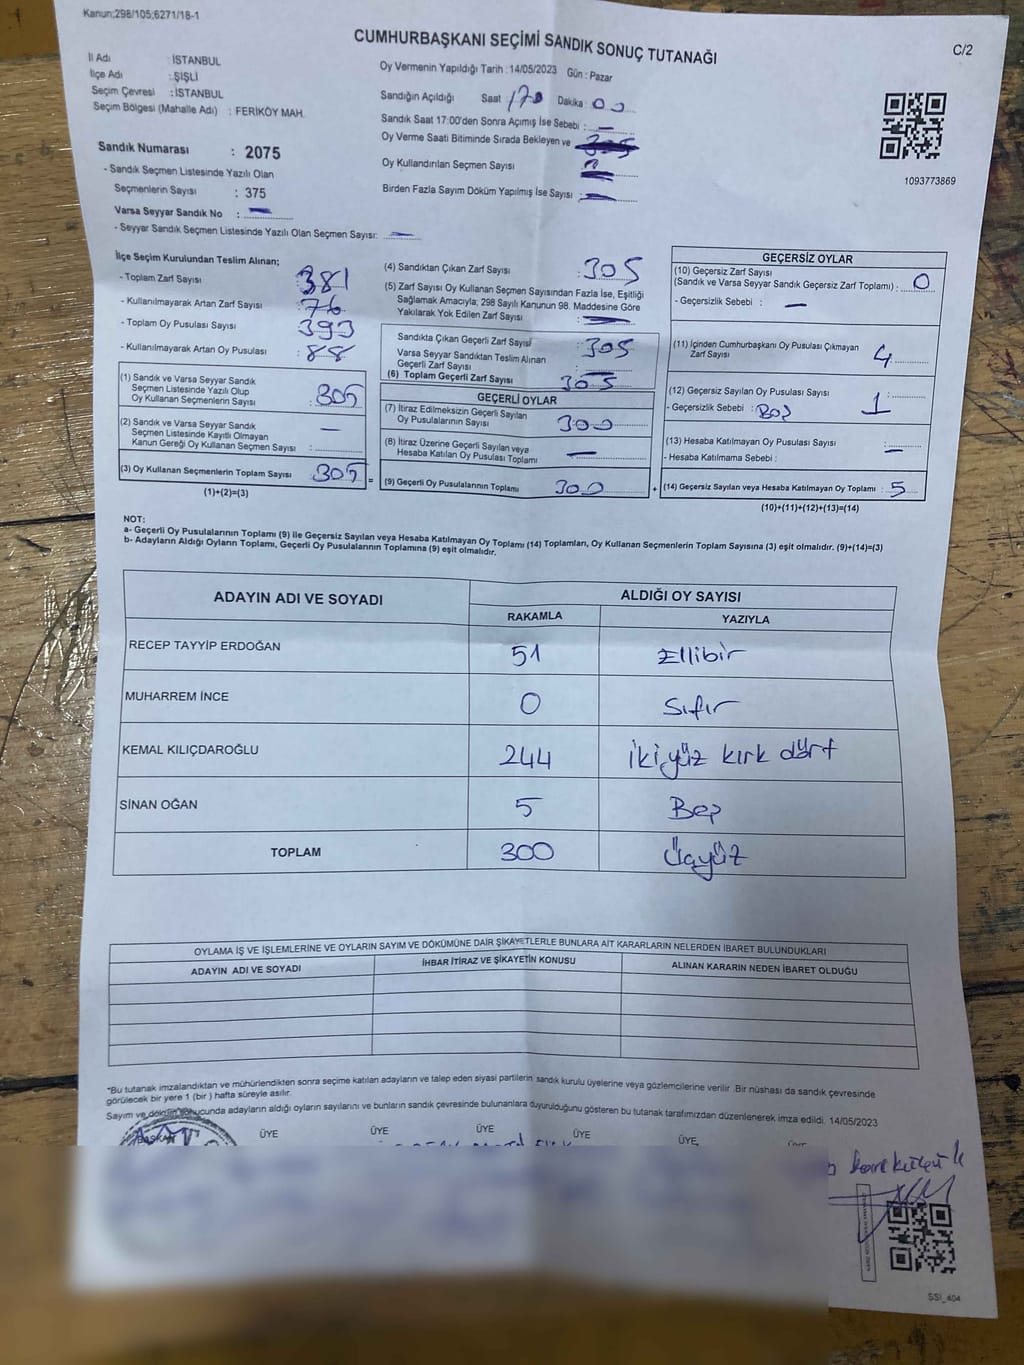 Kanun;298/105;6271/18-1
CUMHURBAŞKANI SEÇİMİ SANDIK SONUÇ TUTANAĞI
C/2
İl Adı : İSTANBUL
İlçe Adı : ŞİŞLİ
Seçim Çevresi : İSTANBUL
Seçim Bölgesi (Mahalle Adı) : FERİKÖY MAH.
Sandık Numarası : 2075
- Sandık Seçmen Listesinde Yazılı Olan
Seçmenlerin Sayısı : 375
Varsa Seyyar Sandık No : —
- Seyyar Sandık Seçmen Listesinde Yazılı Olan Seçmen Sayısı: —
Oy Vermenin Yapıldığı Tarih : 14/05/2023 Gün : Pazar
Sandığın Açıldığı Saat 170 Dakika : 00
Sandık Saat 17:00'den Sonra Açımış İse Sebebi : —
Oy Verme Saati Bitiminde Sırada Bekleyen ve
Oy Kullandırılan Seçmen Sayısı
Birden Fazla Sayım Döküm Yapılmış İse Sayısı : —
1093773869
İlçe Seçim Kurulundan Teslim Alınan;
- Toplam Zarf Sayısı : 381
- Kullanılmayarak Artan Zarf Sayısı : 76
- Toplam Oy Pusulası Sayısı : 393
- Kullanılmayarak Artan Oy Pusulası : 88
(1) Sandık ve Varsa Seyyar Sandık
Seçmen Listesinde Yazılı Olup
Oy Kullanan Seçmenlerin Sayısı : 305
(2) Sandık ve Varsa Seyyar Sandık
Seçmen Listesinde Kayıtlı Olmayan
Kanun Gereği Oy Kullanan Seçmen Sayısı : —
(3) Oy Kullanan Seçmenlerin Toplam Sayısı 305 =
(1)+(2)=(3)
(4) Sandıktan Çıkan Zarf Sayısı : 305
(5) Zarf Sayısı Oy Kullanan Seçmen Sayısından Fazla İse, Eşitliği
Sağlamak Amacıyla; 298 Sayılı Kanunun 98. Maddesine Göre
Yakılarak Yok Edilen Zarf Sayısı : —
Sandıkta Çıkan Geçerli Zarf Sayısı : 305
Varsa Seyyar Sandıktan Teslim Alınan
Geçerli Zarf Sayısı : —
(6) Toplam Geçerli Zarf Sayısı 305
GEÇERLİ OYLAR
(7) İtiraz Edilmeksizin Geçerli Sayılan
Oy Pusulalarının Sayısı : 300
(8) İtiraz Üzerine Geçerli Sayılan veya
Hesaba Katılan Oy Pusulası Toplamı : —
(9) Geçerli Oy Pusulalarının Toplamı 300 +
GEÇERSİZ OYLAR
(10) Geçersiz Zarf Sayısı
(Sandık ve Varsa Seyyar Sandık Geçersiz Zarf Toplamı) : 0
- Geçersizlik Sebebi : —
(11) İçinden Cumhurbaşkanı Oy Pusulası Çıkmayan
Zarf Sayısı : 4
(12) Geçersiz Sayılan Oy Pusulası Sayısı : 1
- Geçersizlik Sebebi : Boş
(13) Hesaba Katılmayan Oy Pusulası Sayısı : —
- Hesaba Katılmama Sebebi :
(14) Geçersiz Sayılan veya Hesaba Katılmayan Oy Toplamı : 5
(10)+(11)+(12)+(13)=(14)
NOT:
a- Geçerli Oy Pusulalarının Toplamı (9) ile Geçersiz Sayılan veya Hesaba Katılmayan Oy Toplamı (14) Toplamları, Oy Kullanan Seçmenlerin Toplam Sayısına (3) eşit olmalıdır. (9)+(14)=(3)
b- Adayların Aldığı Oyların Toplamı, Geçerli Oy Pusulalarının Toplamına (9) eşit olmalıdır.
ADAYIN ADI VE SOYADI ALDIĞI OY SAYISI
RAKAMLA YAZIYLA
RECEP TAYYİP ERDOĞAN 51 Ellibir
MUHARREM İNCE 0 Sıfır
KEMAL KILIÇDAROĞLU 244 İki yüz kırk dört
SİNAN OĞAN 5 Beş
TOPLAM 300 Üçyüz
OYLAMA İŞ VE İŞLEMLERİNE VE OYLARIN SAYIM VE DÖKÜMÜNE DAİR ŞİKAYETLERLE BUNLARA AİT KARARLARIN NELERDEN İBARET BULUNDUKLARI
ADAYIN ADI VE SOYADI İHBAR İTİRAZ VE ŞİKAYETİN KONUSU ALINAN KARARIN NEDEN İBARET OLDUĞU
*Bu tutanak imzalandıktan ve mühürlendikten sonra seçime katılan adayların ve talep eden siyasi partilerin sandık kurulu üyelerine veya gözlemcilerine verilir. Bir nüshası da sandık çevresinde
görülecek bir yere 1 (bir) hafta süreyle asılır.
Sayım ve döküm sonucunda adayların aldığı oyların sayılarını ve bunların sandık çevresinde bulunanlara duyurulduğunu gösteren bu tutanak tarafımızdan düzenlenerek imza edildi. 14/05/2023
BAŞKAN ÜYE ÜYE ÜYE ÜYE ÜYE
SSI_404